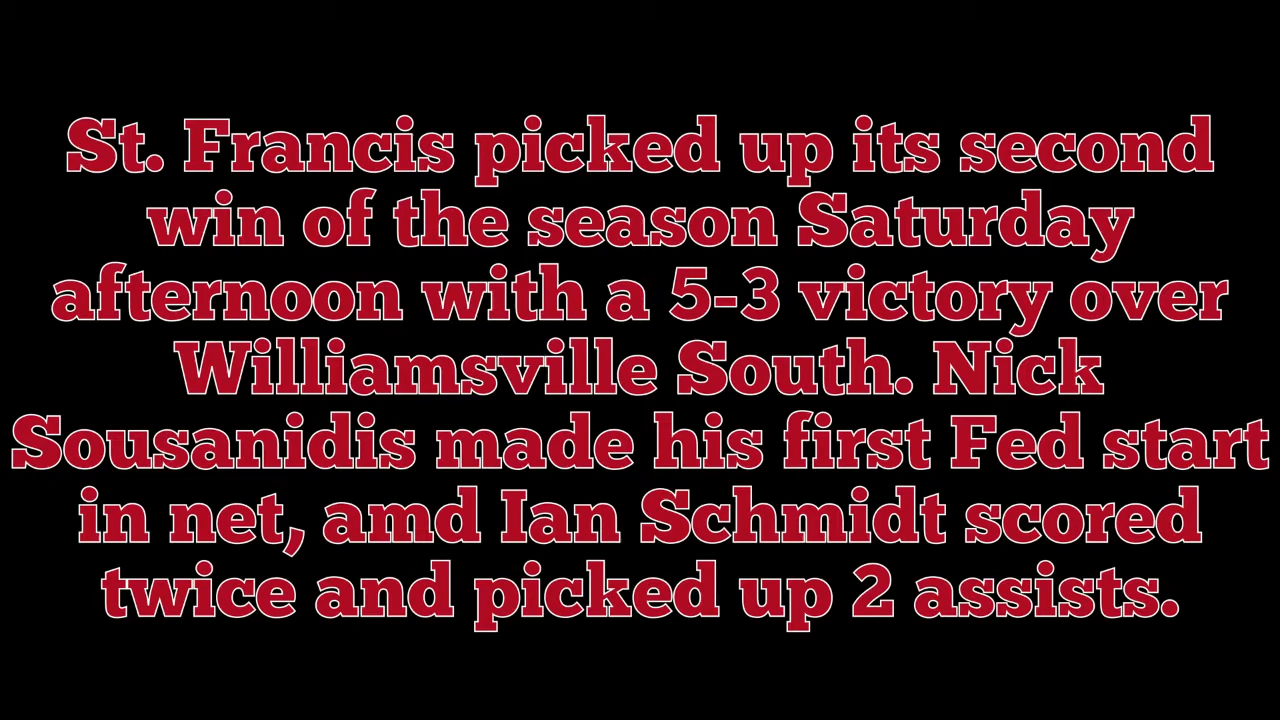 St. Francis picked up its second
win of the season Saturday
afternoon with a 5-3 victory over
Williamsville South. Nick
Sousanidis made his first Fed start
in net, amd Ian Schmidt scored
twice and picked up 2 assists.